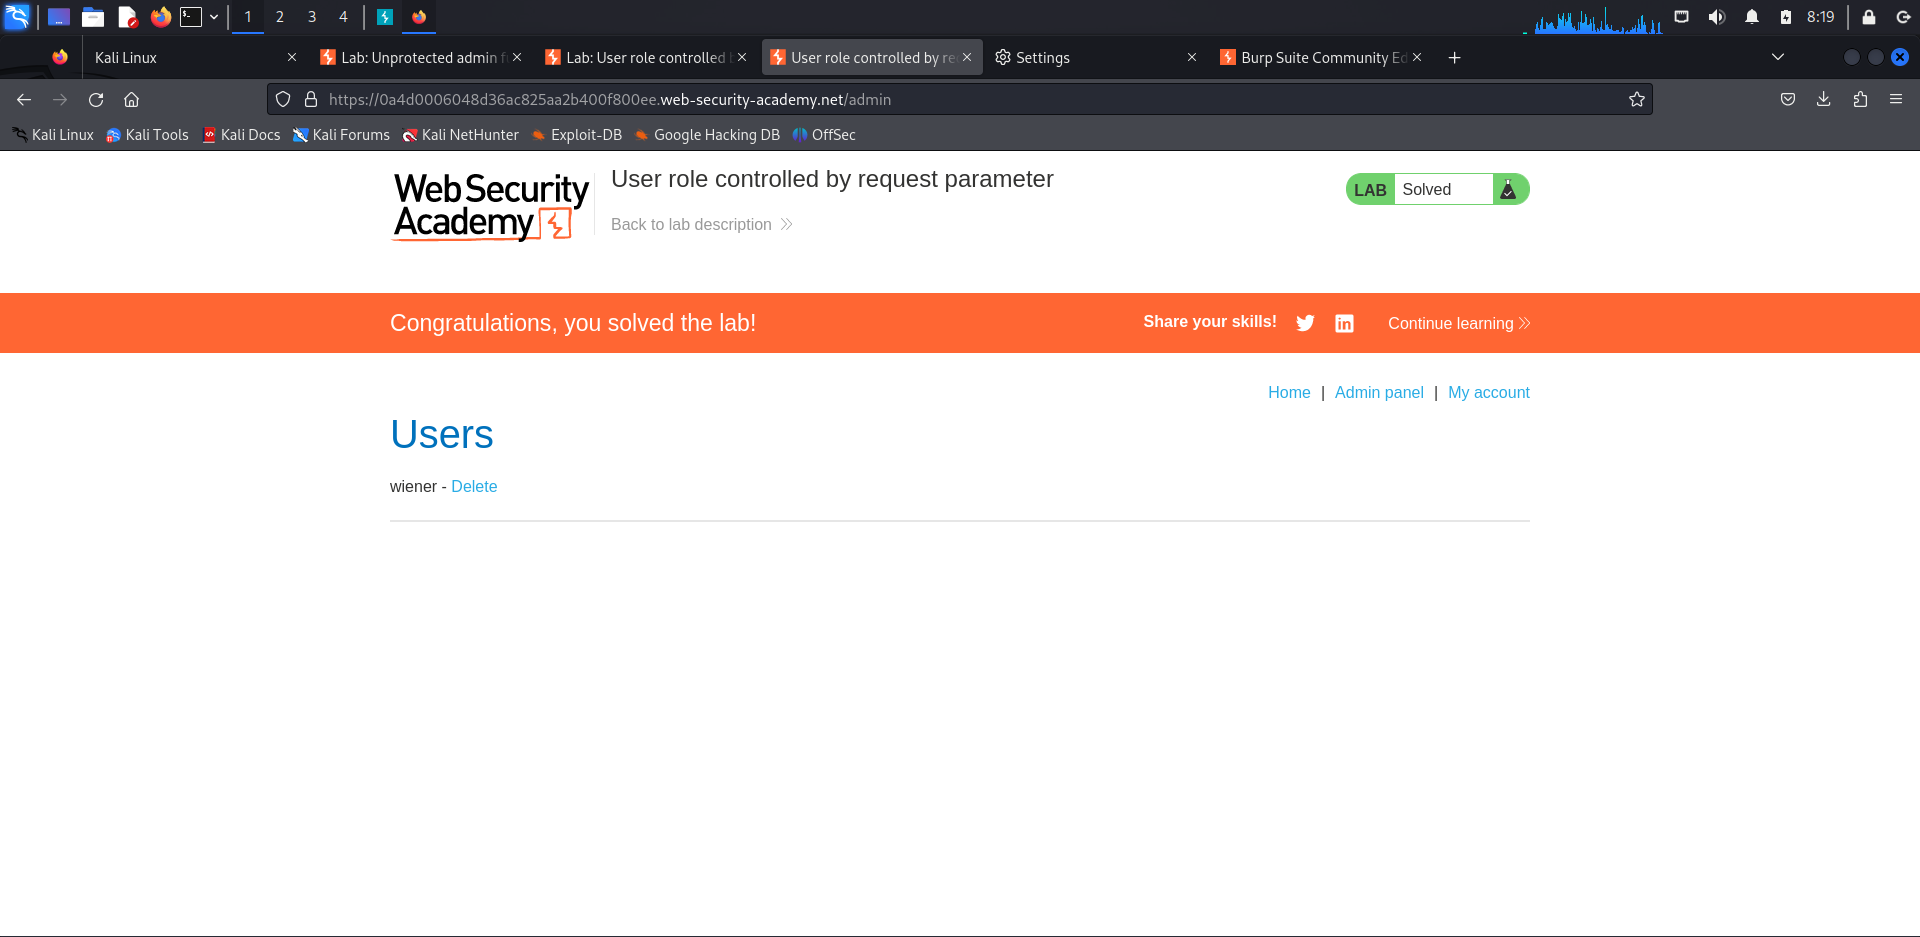 1 2 3 4 8:19
Kali Linux Lab: Unprotected admin f Lab: User role controlled User role controlled by re Settings Burp Suite Community Ed
https://0a4d0006048d36ac825aa2b400f800ee.web-security-academy.net/admin
Kali Linux Kali Tools Kali Docs Kali Forums Kali NetHunter Exploit-DB Google Hacking DB OffSec
Web Security
Academy
User role controlled by request parameter
Back to lab description
LAB Solved
Congratulations, you solved the lab! Share your skills! Continue learning
Home | Admin panel | My account
Users
wiener - Delete